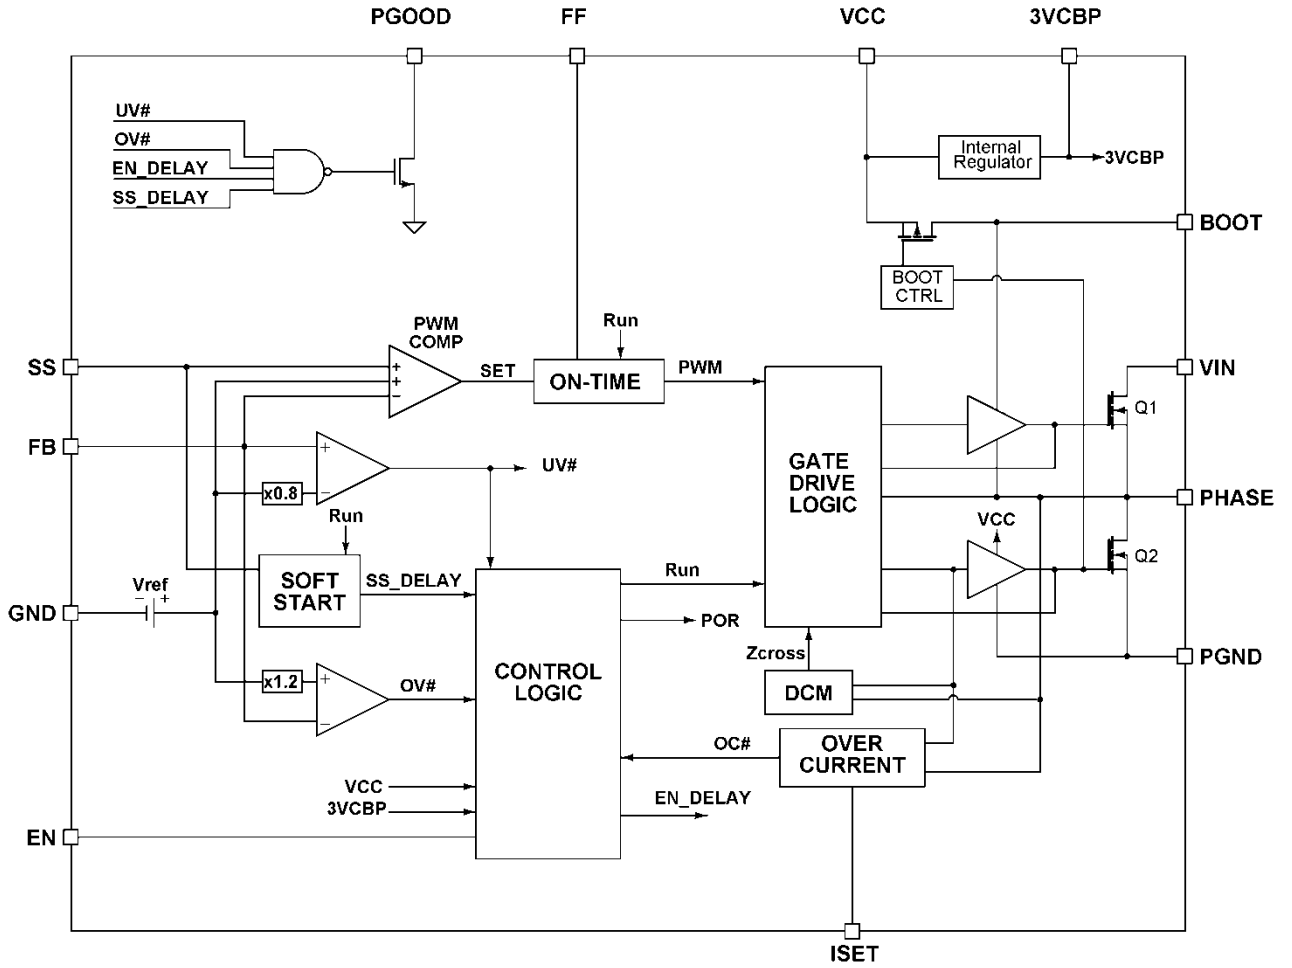 PGOOD
FF
VCC
3VCBP
UV#
OV#
EN_DELAY
SS_DELAY
Internal
Regulator
3VCBP
BOOT
BOOT
CTRL
SS
PWM
COMP
+
+
−
SET
Run
ON-TIME
PWM
VIN
Q1
FB
+
−
x0.8
UV#
GATE
DRIVE
LOGIC
PHASE
Run
SOFT
START
SS_DELAY
VCC
Q2
Run
POR
GND
Vref
− +
CONTROL
LOGIC
Zcross
DCM
PGND
x1.2
+
−
OV#
OC#
OVER
CURRENT
VCC
3VCBP
EN_DELAY
EN
ISET